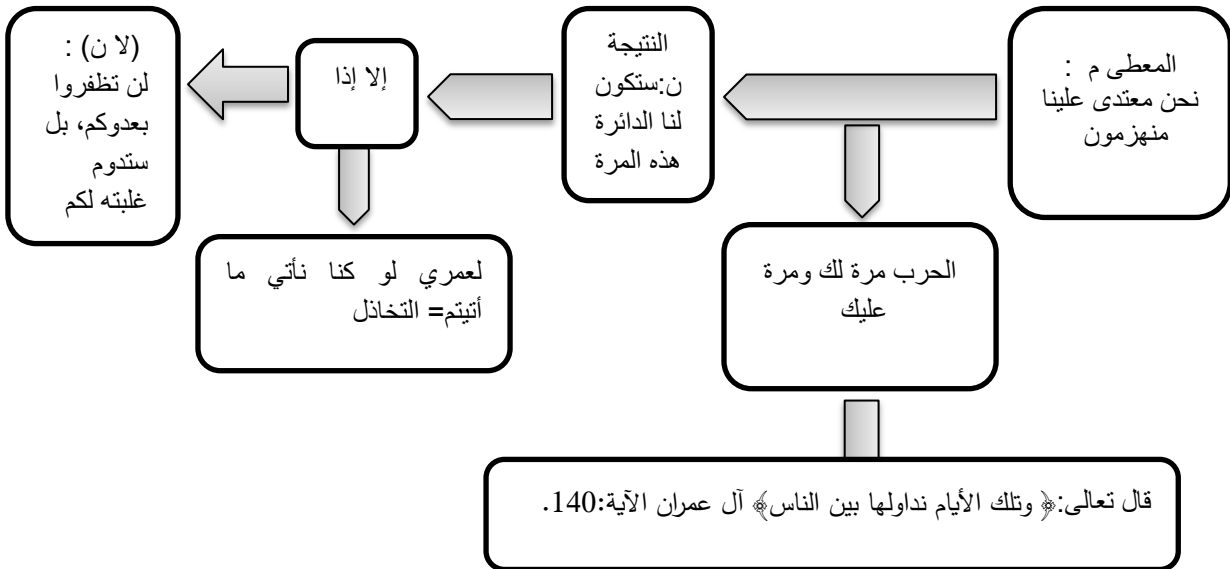 المعطى م :
نحن معتدى علينا
منهزمون
النتيجة
ن:ستكون
لنا الدائرة
هذه المرة
إلا إذا
(لا ن) :
لن تظفروا
بعدوكم، بل
ستدوم
غلبته لكم
الحرب مرة لك ومرة
عليك
لعمري لو كنا نأتي ما
أتيتم= التخاذل
قال تعالى:﴿ وتلك الأيام نداولها بين الناس﴾ آل عمران الآية:140.